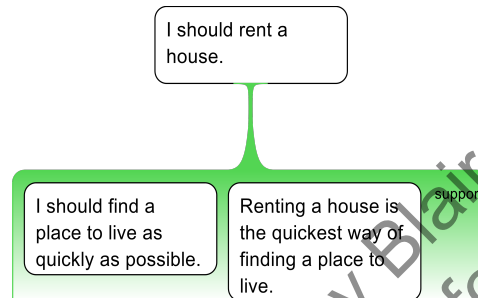 I should rent a
house.
I should find a
place to live as
quickly as possible.
Renting a house is
the quickest way of
finding a place to
live.
suppor
y Blair